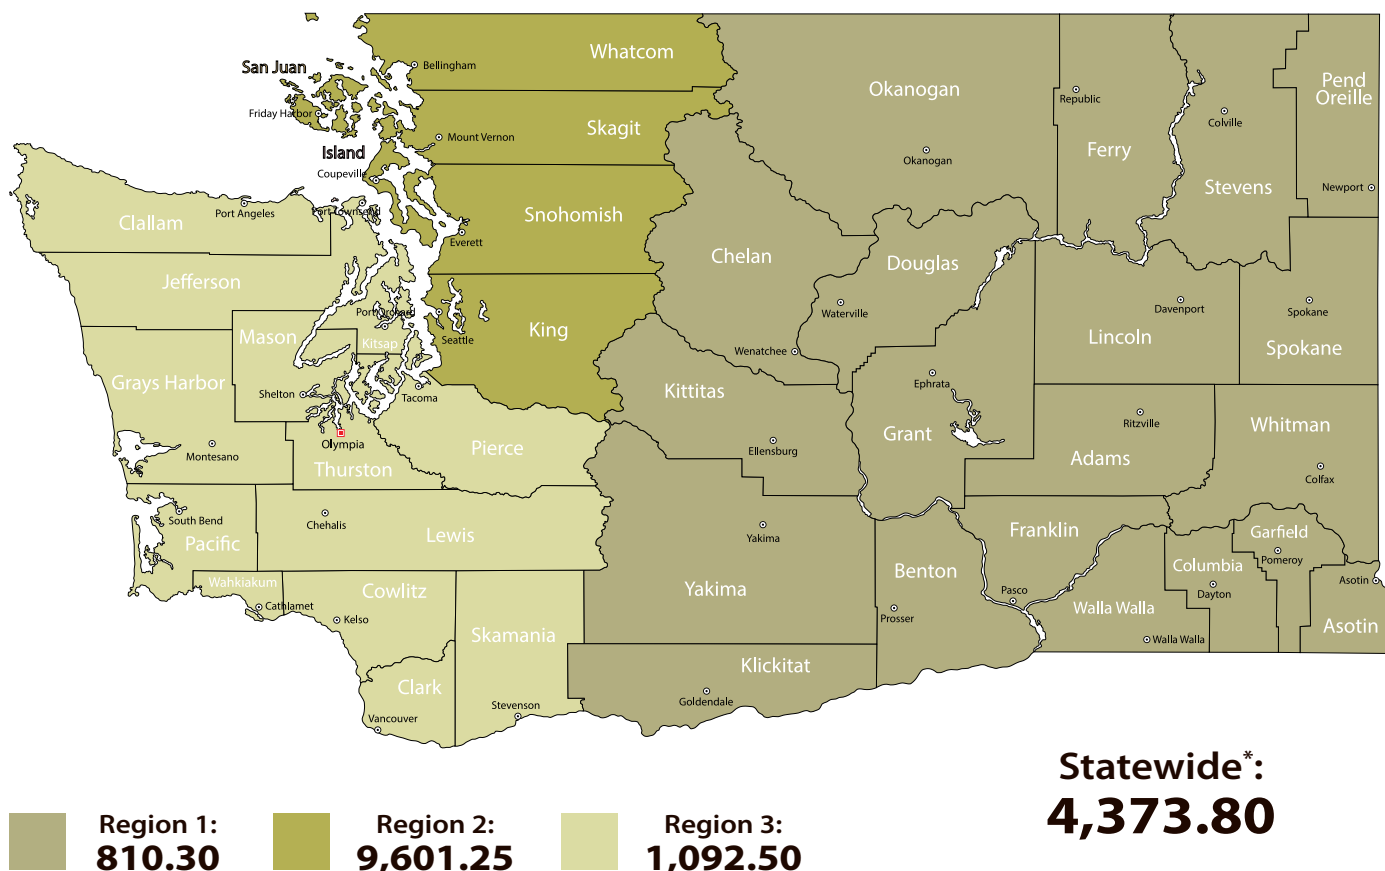 Whatcom
Bellingham
San Juan
Friday Harbor
Skagit
Mount Vernon
Island
Coupeville
Okanogan
Okanogan
Republic
Ferry
Colville
Stevens
Pend
Oreille
Newport
Clallam
Port Angeles
Port Townsend
Snohomish
Everett
Chelan
Douglas
Waterville
Wenatchee
Jefferson
Port Orchard
Kitsap
Mason
Shelton
King
Seattle
Lincoln
Davenport
Spokane
Spokane
Grays Harbor
Montesano
Tacoma
Pierce
Olympia
Thurston
Kittitas
Ellensburg
Ephrata
Grant
Ritzville
Adams
Whitman
Colfax
South Bend
Pacific
Chehalis
Lewis
Yakima
Yakima
Franklin
Pasco
Benton
Prosser
Garfield
Pomeroy
Columbia
Dayton
Asotin
Asotin
Walla Walla
Walla Walla
Wahkiakum
Cathlamet
Cowlitz
Kelso
Skamania
Stevenson
Clark
Vancouver
Klickitat
Goldendale
Statewide*:
4,373.80
Region 1:
810.30
Region 2:
9,601.25
Region 3:
1,092.50